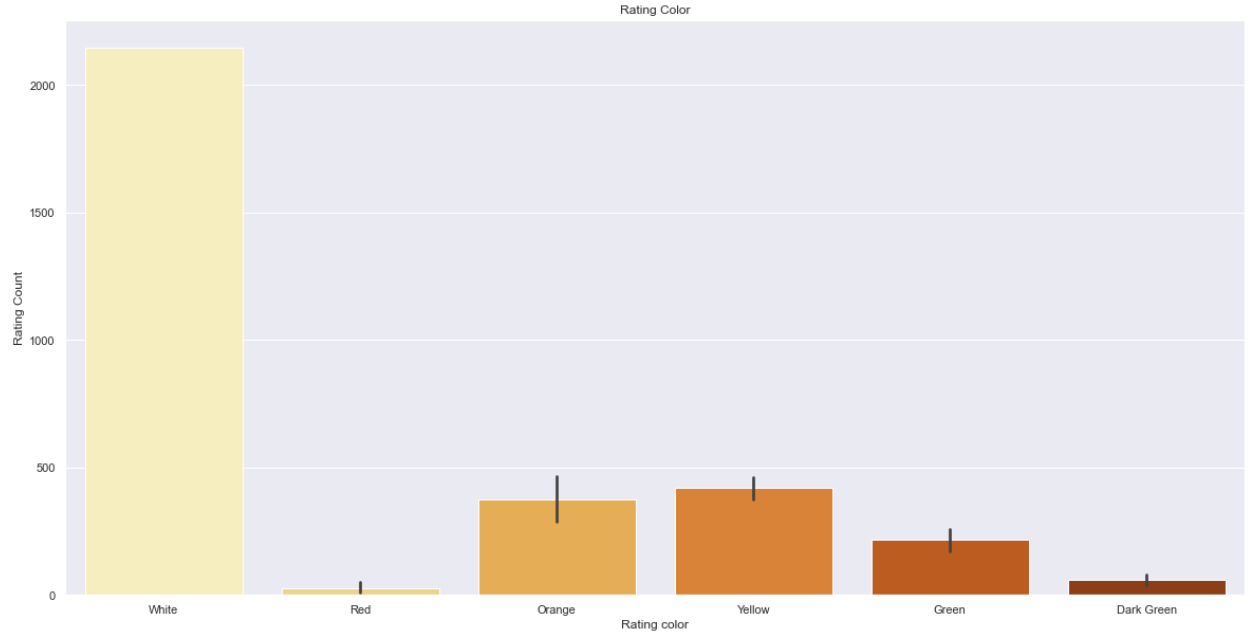 Rating Color
Rating Count
2000
1500
1000
500
0
White Red Orange Yellow Green Dark Green
Rating color